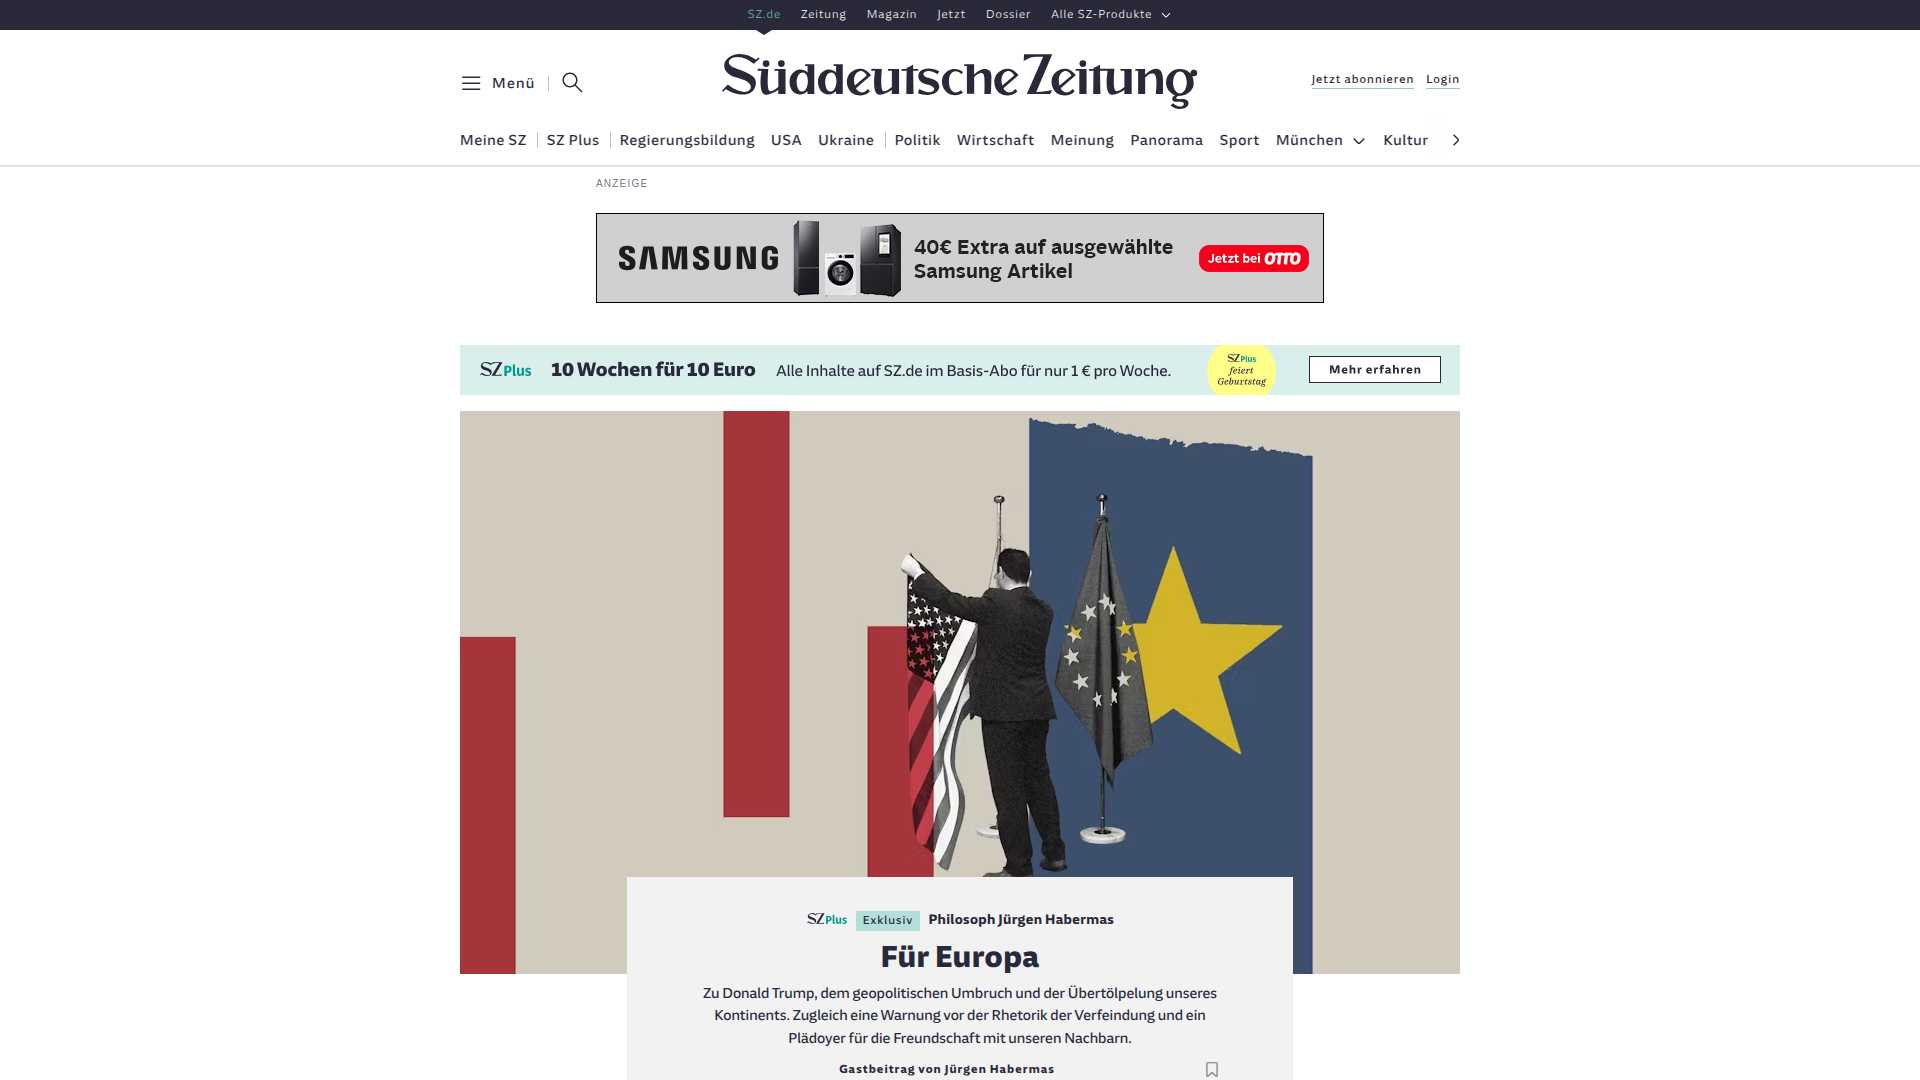 SZ.de Zeitung Magazin Jetzt Dossier Alle SZ-Produkte
Menü
Süddeutsche Zeitung
Jetzt abonnieren Login
Meine SZ SZ Plus Regierungsbildung USA Ukraine Politik Wirtschaft Meinung Panorama Sport München Kultur
ANZEIGE
SAMSUNG
40€ Extra auf ausgewählte
Samsung Artikel
Jetzt bei OTTO
SZ Plus 10 Wochen für 10 Euro Alle Inhalte auf SZ.de im Basis-Abo für nur 1 € pro Woche.
SZ Plus
feiert
Geburtstag
Mehr erfahren
SZ Plus Exklusiv Philosoph Jürgen Habermas
Für Europa
Zu Donald Trump, dem geopolitischen Umbruch und der Übertölpelung unseres
Kontinents. Zugleich eine Warnung vor der Rhetorik der Verfeindung und ein
Plädoyer für die Freundschaft mit unseren Nachbarn.
Gastbeitrag von Jürgen Habermas